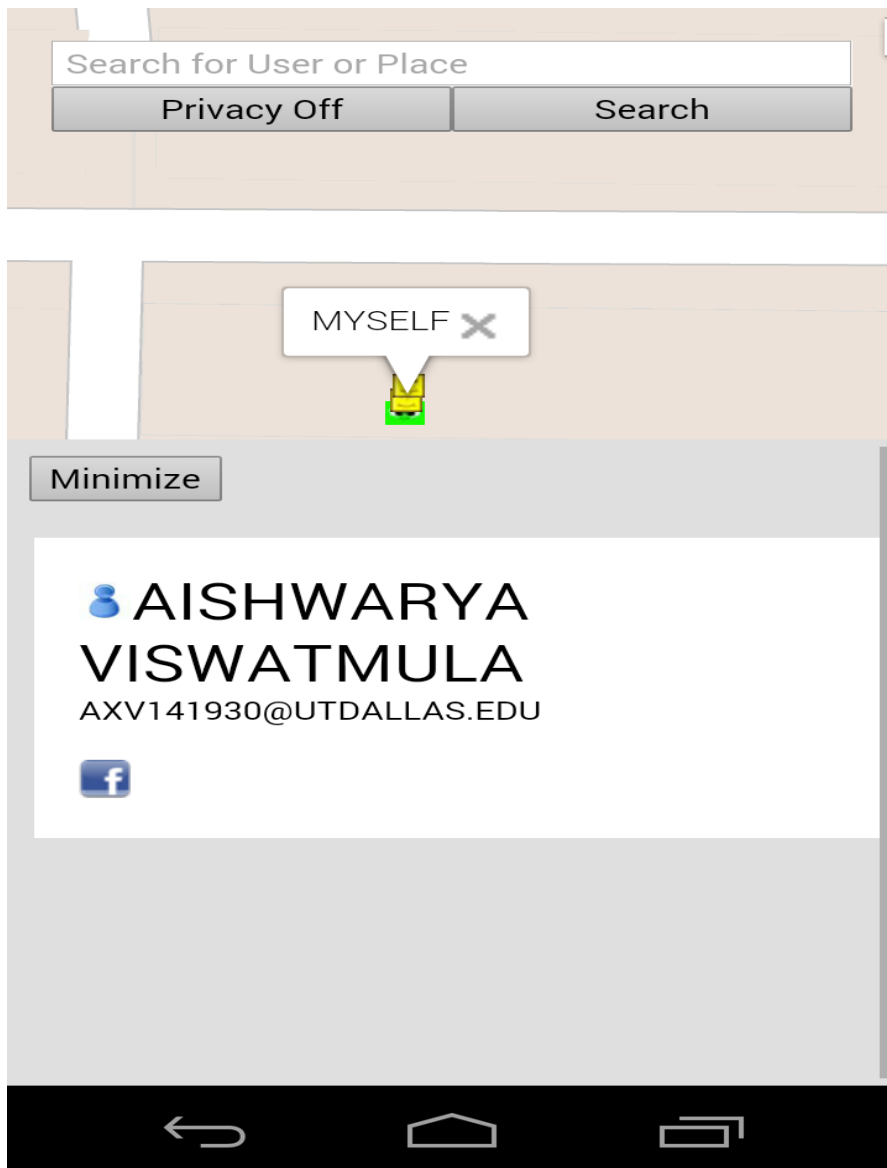 Search for User or Place
Privacy Off Search
MYSELF
Minimize
AISHWARYA
VISWATMULA
AXV141930@UTDALLAS.EDU
f